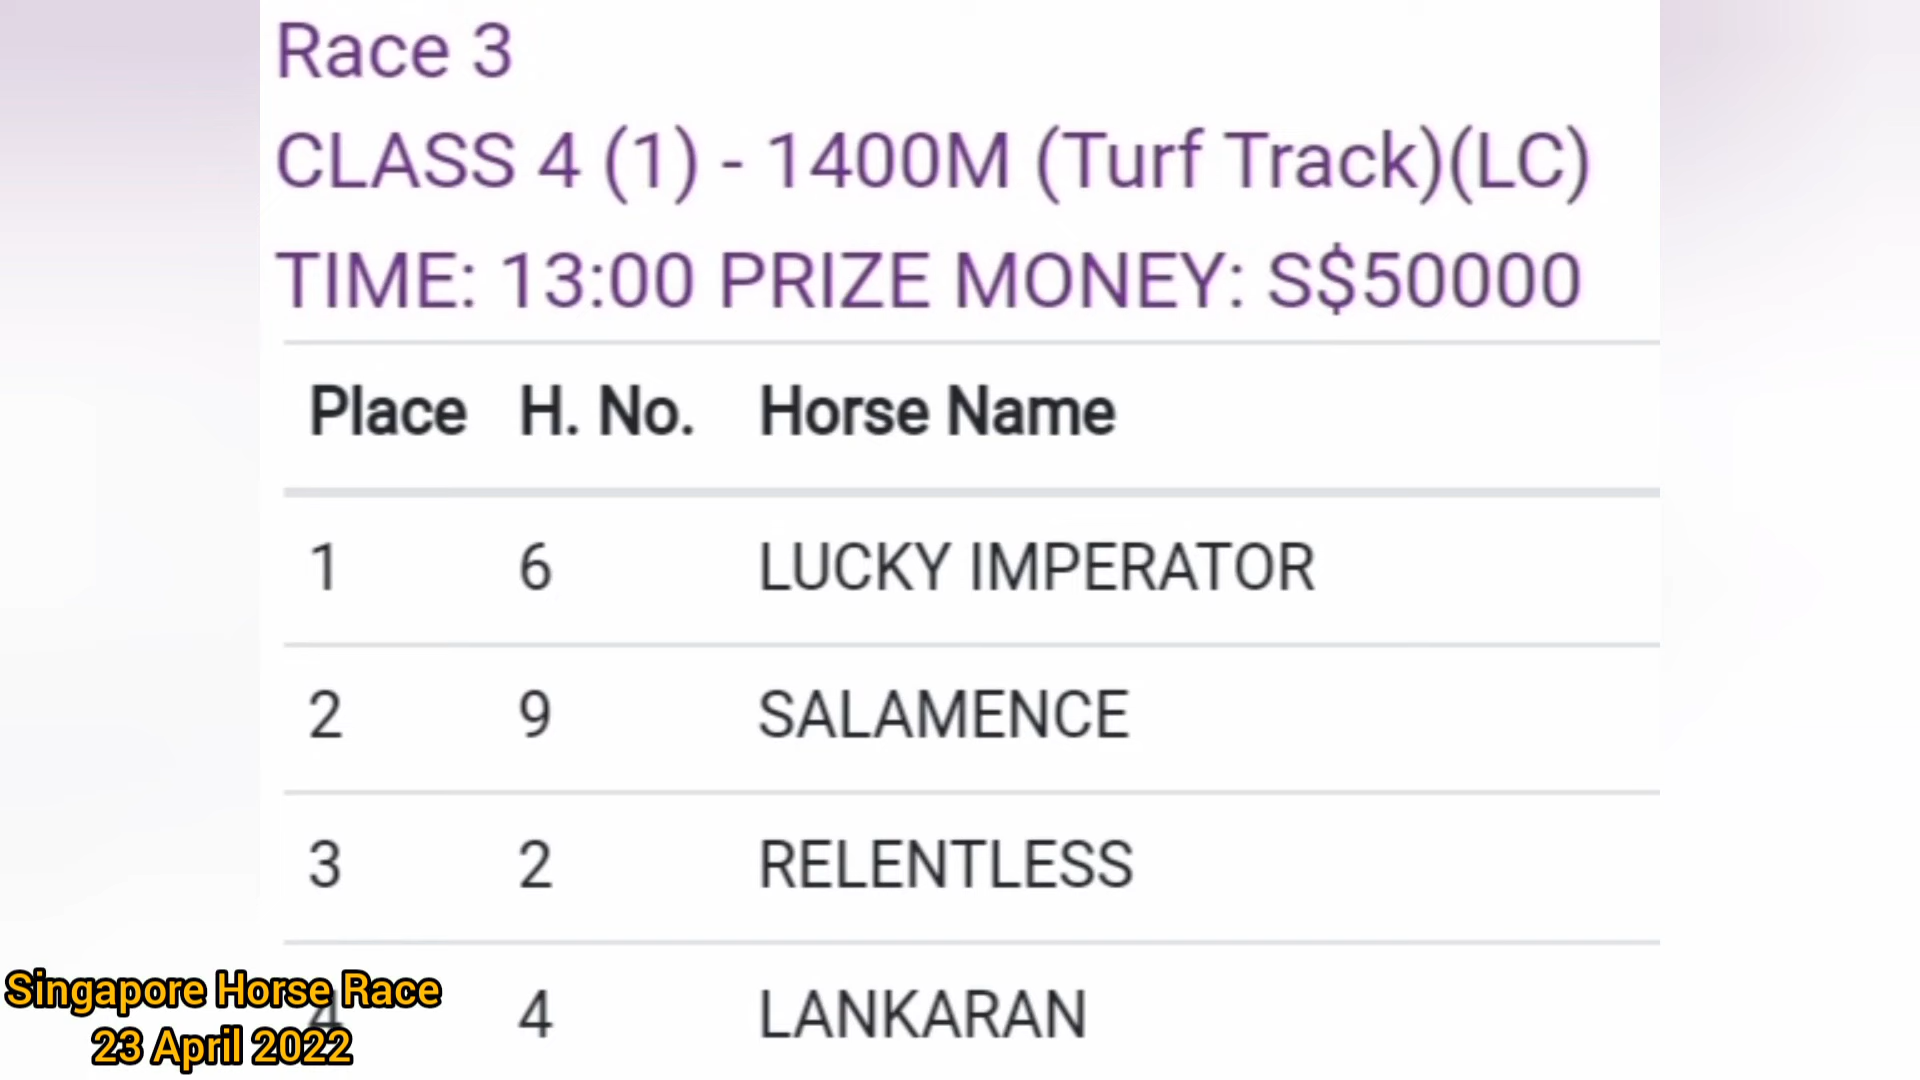 Race 3
CLASS 4 (1) - 1400M (Turf Track)(LC)
TIME: 13:00 PRIZE MONEY: S$50000
Place H. No. Horse Name
1 6 LUCKY IMPERATOR
2 9 SALAMENCE
3 2 RELENTLESS
4 4 LANKARAN
Singapore Horse Race
23 April 2022